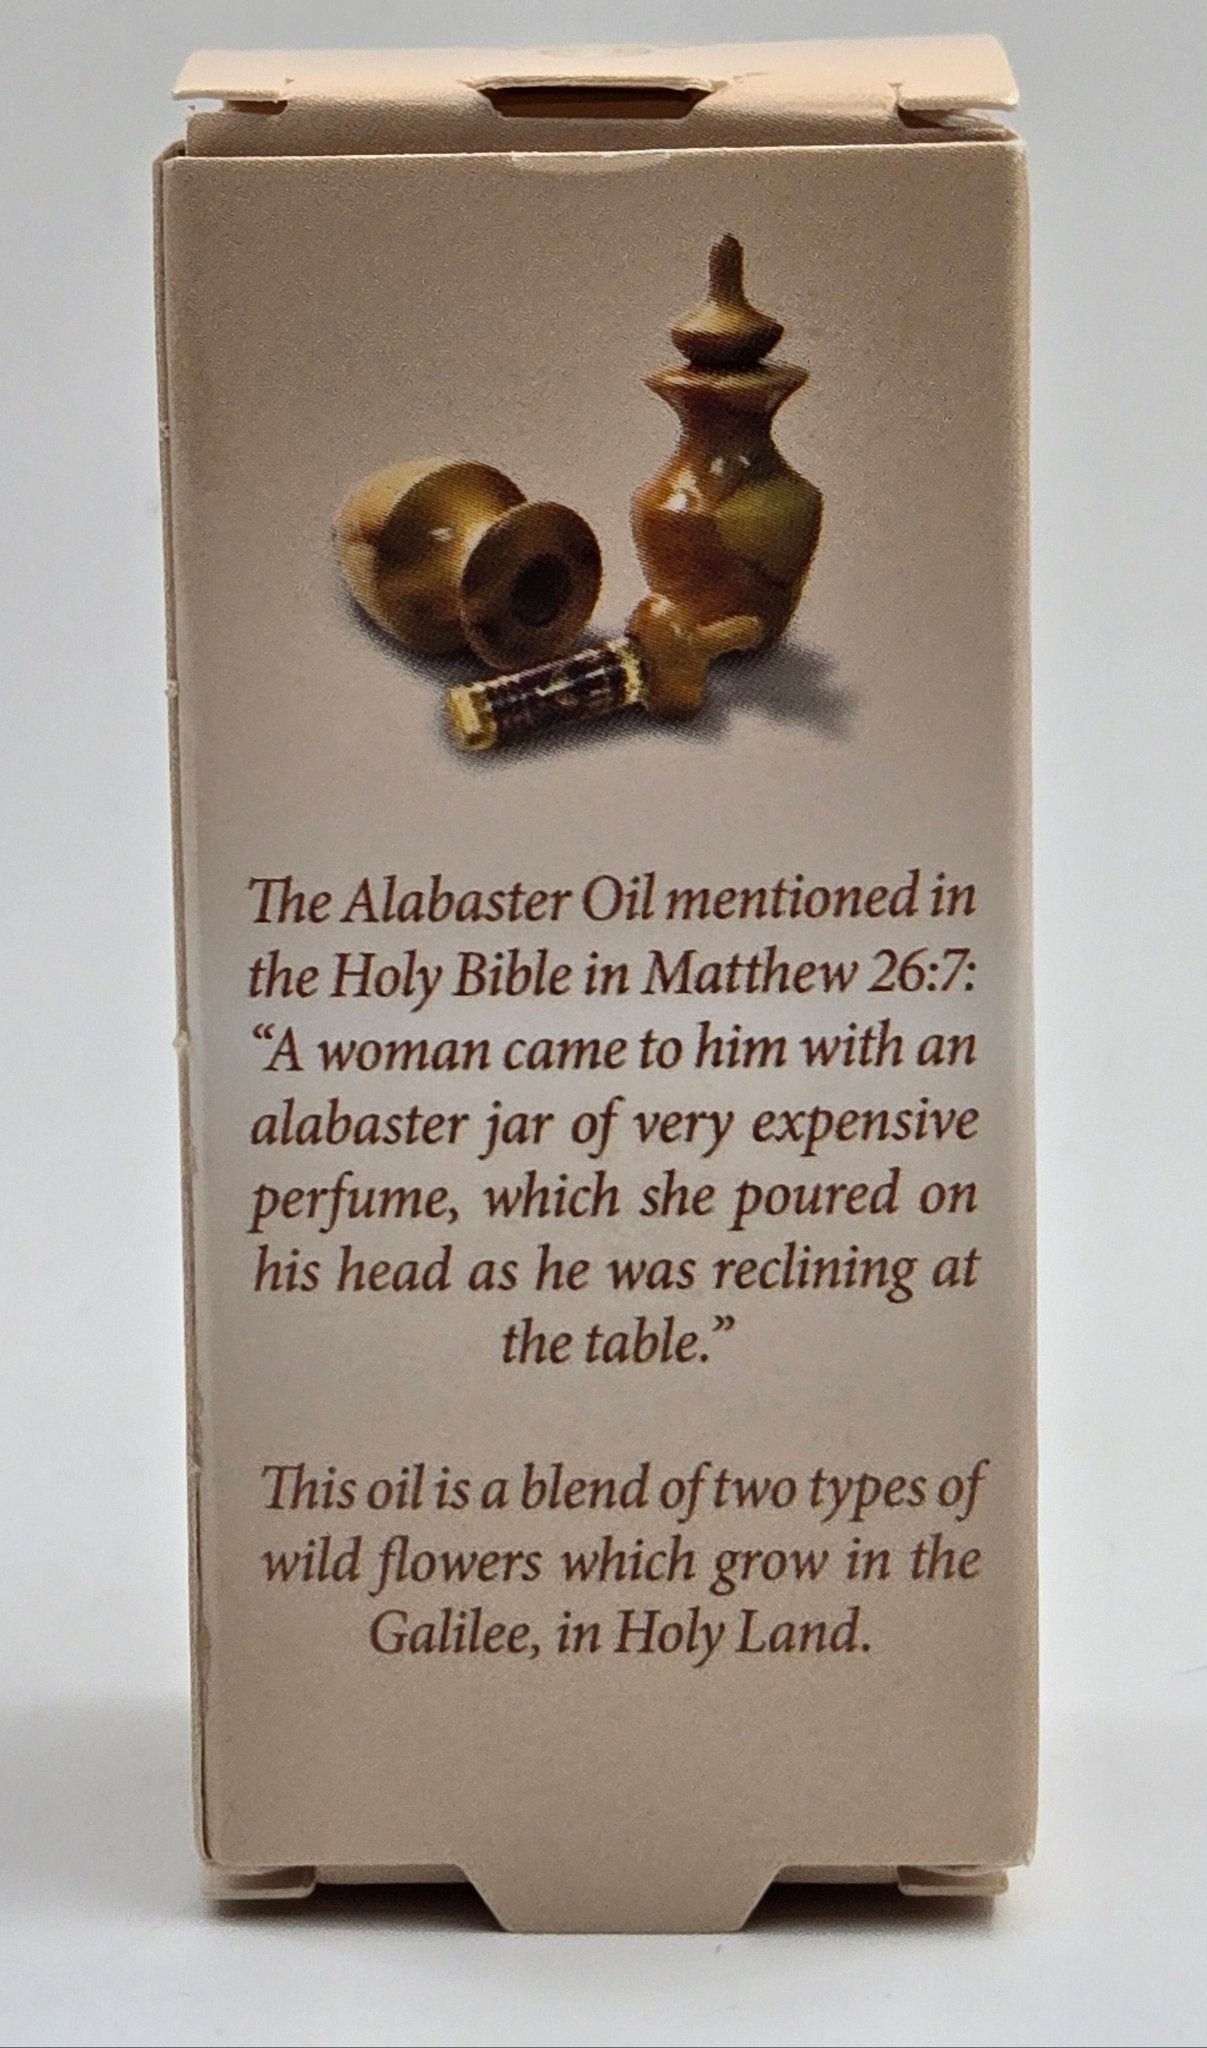 The Alabaster Oil mentioned in
the Holy Bible in Matthew 26:7:
“A woman came to him with an
alabaster jar of very expensive
perfume, which she poured on
his head as he was reclining at
the table.”
This oil is a blend of two types of
wild flowers which grow in the
Galilee, in Holy Land.